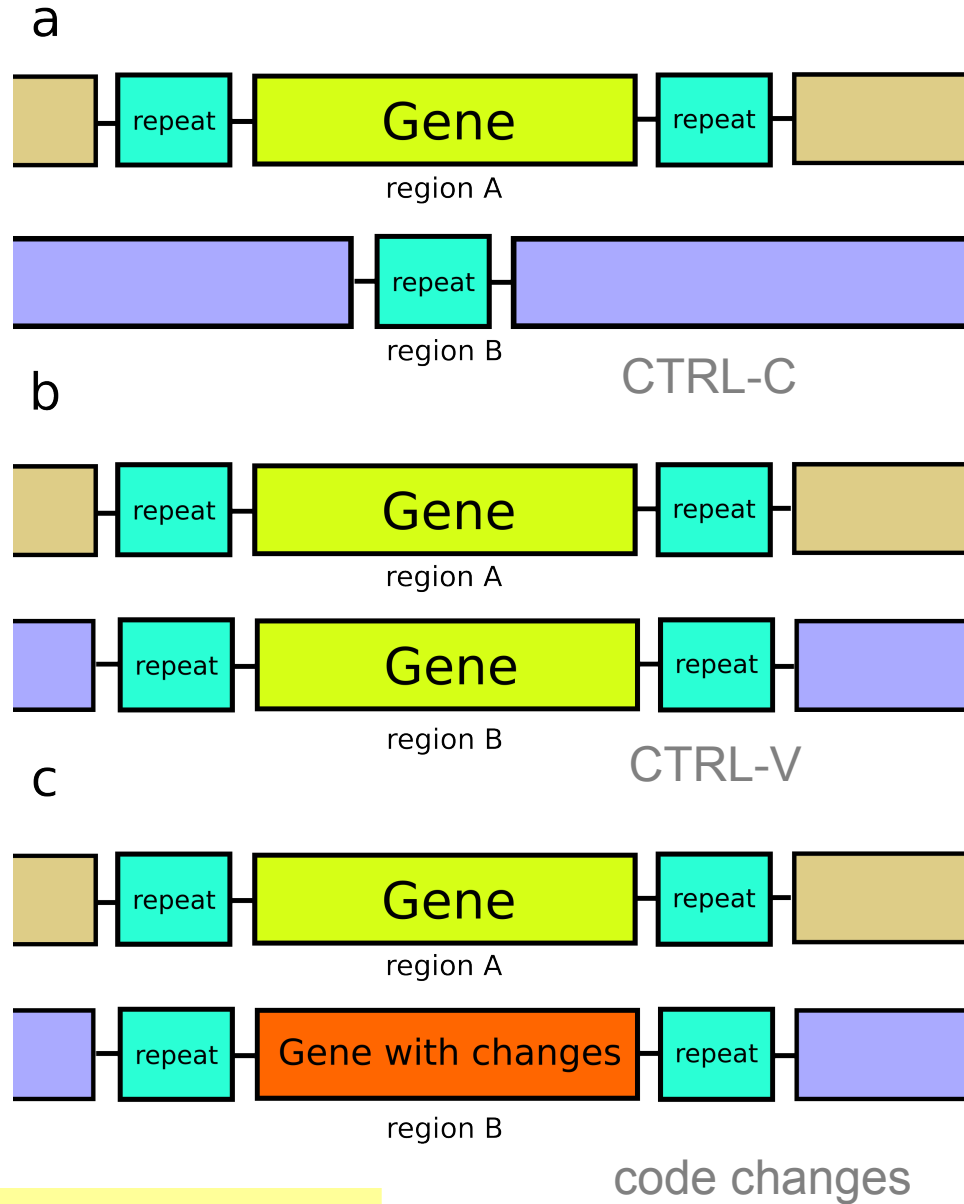 a
repeat Gene repeat
region A
repeat
region B
CTRL-C
b
repeat Gene repeat
region A
repeat Gene repeat
region B
CTRL-V
c
repeat Gene repeat
region A
repeat Gene with changes repeat
region B
code changes